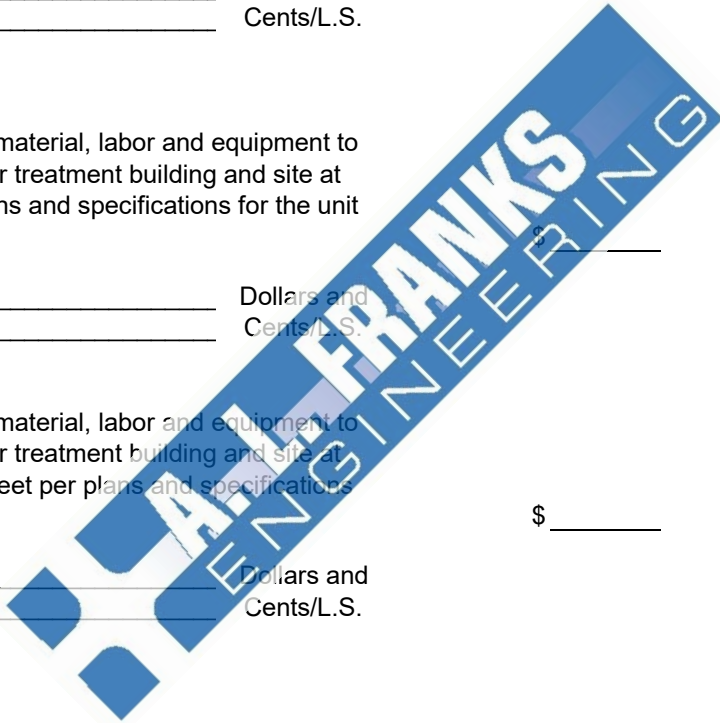 Cents/L.S.
material, labor and equipment to
r treatment building and site at
ns and specifications for the unit
$
Dollars and
Cents/L.S.
material, labor and equipment to
r treatment building and site at
eet per plans and specifications
$
Dollars and
Cents/L.S.
A.L. FRANKS
ENGINEERING